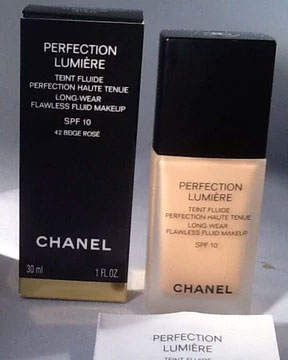 PERFECTION
LUMIÈRE
TEINT FLUIDE
PERFECTION HAUTE TENUE
LONG-WEAR
FLAWLESS FLUID MAKEUP
SPF 10
42 BEIGE ROSÉ
CHANEL
30 ml 1 FL.OZ.
PERFECTION
LUMIÈRE
TEINT FLUIDE
PERFECTION HAUTE TENUE
LONG-WEAR
FLAWLESS FLUID MAKEUP
SPF 10
CHANEL
PERFECTION
LUMIÈRE